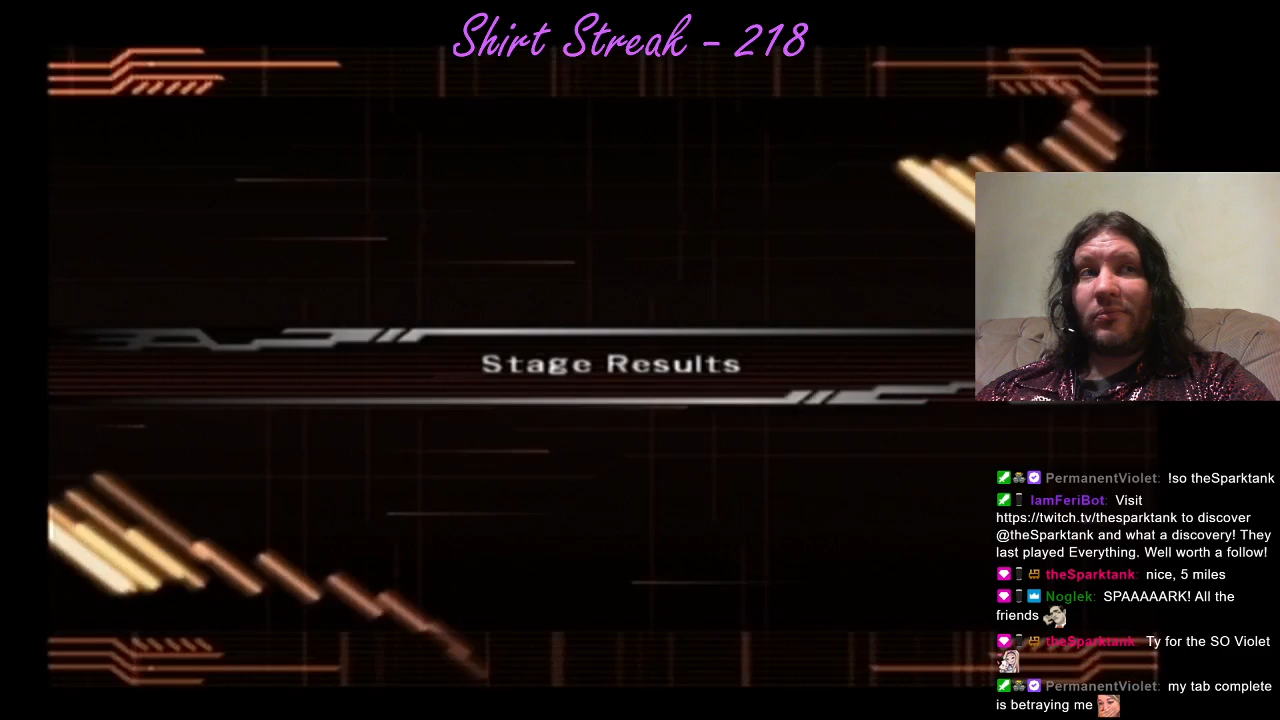 Shirt Streak - 218
Stage Results
PermanentViolet: !so theSparktank
IamFeriBot: Visit
https://twitch.tv/thesparktank to discover
@theSparktank and what a discovery! They
last played Everything. Well worth a follow!
theSparktank: nice, 5 miles
Noglek: SPAAAAARK! All the
friends
theSparktank: Ty for the SO Violet
PermanentViolet: my tab complete
is betraying me